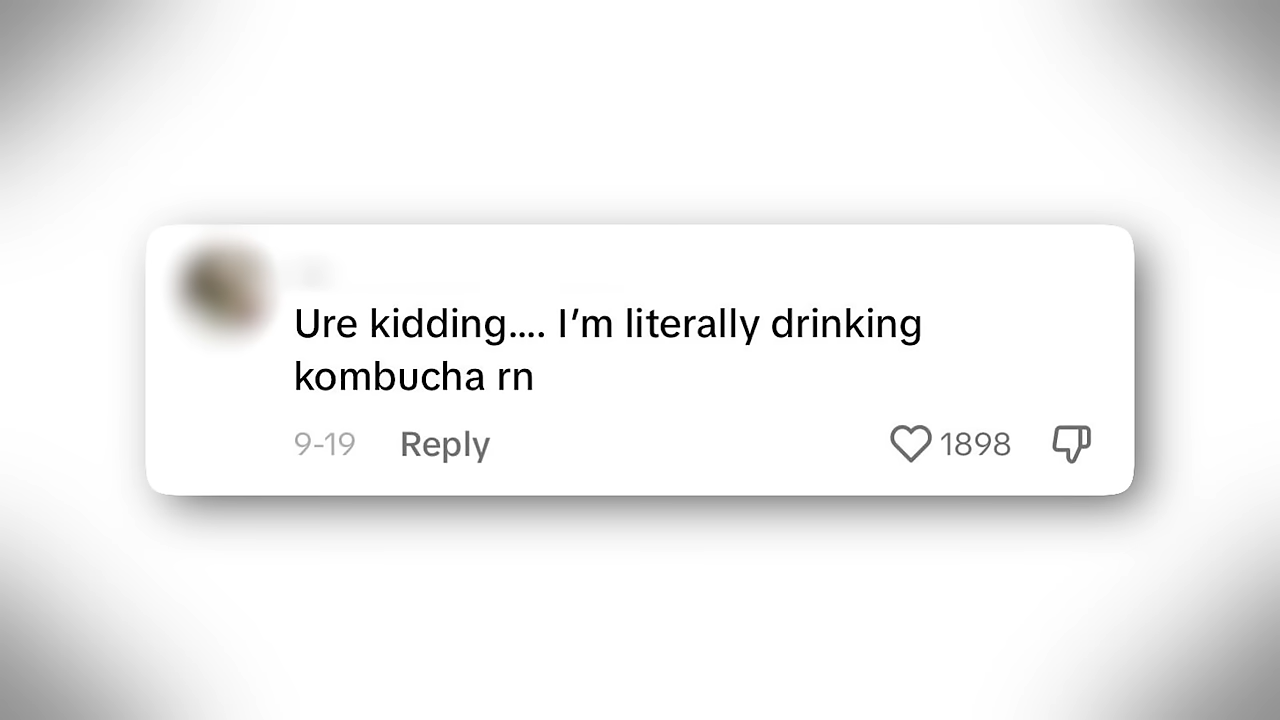 Ure kidding.... I'm literally drinking
kombucha rn
9-19 Reply 1898